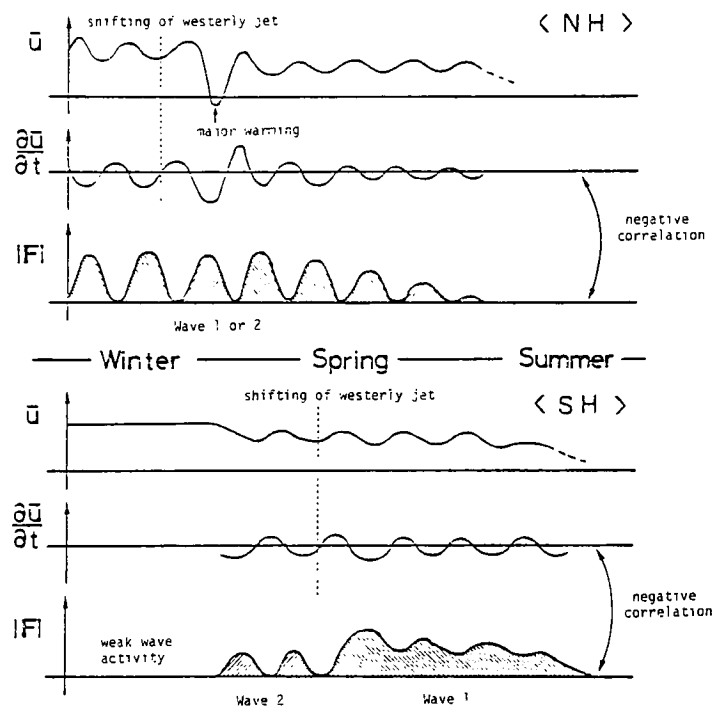 shifting of westerly jet
< NH >
ū
major warming
∂ū
∂t
negative
correlation
|F|
Wave 1 or 2
Winter
Spring
Summer
shifting of westerly jet
< SH >
ū
∂ū
∂t
negative
correlation
|F|
weak wave
activity
Wave 2
Wave 1